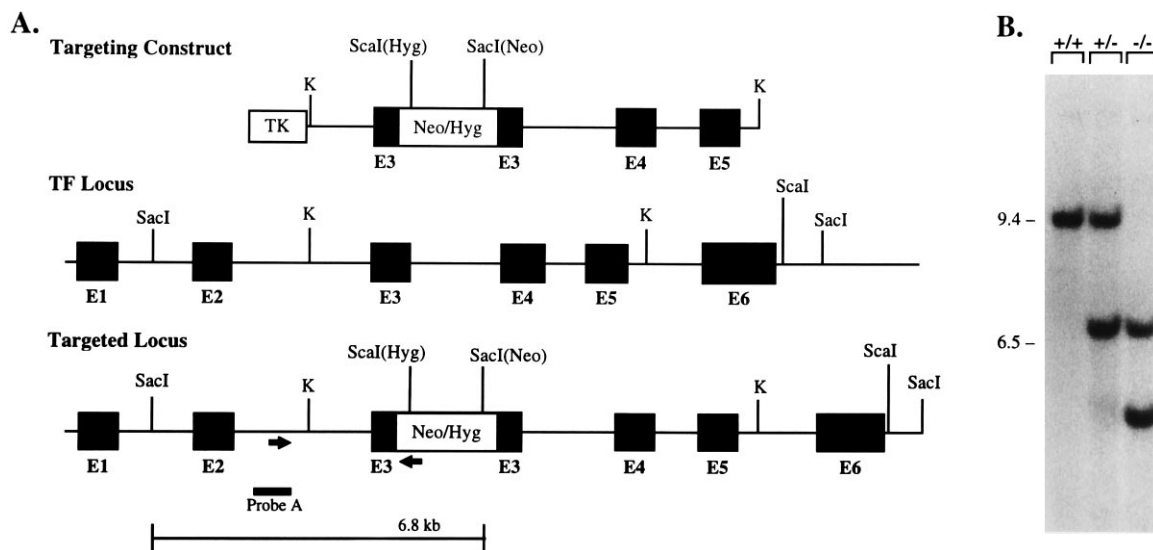 A.
Targeting Construct
ScaI(Hyg) SacI(Neo)
K K
TK Neo/Hyg
E3 E3 E4 E5
TF Locus
SacI K K ScaI SacI
E1 E2 E3 E4 E5 E6
Targeted Locus
ScaI(Hyg) SacI(Neo) ScaI
SacI K K SacI
Neo/Hyg
E1 E2 E3 E3 E4 E5 E6
Probe A
6.8 kb
B.
+/+ +/- -/-
9.4 –
6.5 –